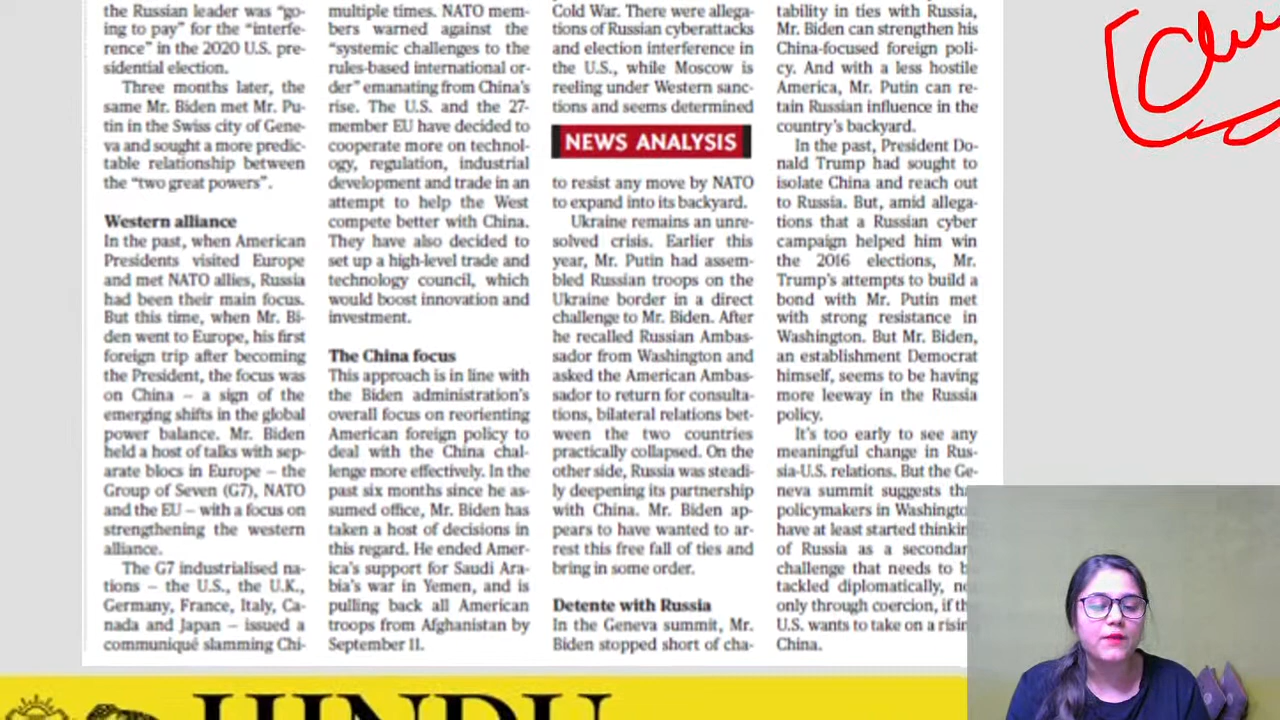 the Russian leader was “go-
ing to pay” for the “interfe-
rence” in the 2020 U.S. pre-
sidential election.
Three months later, the
same Mr. Biden met Mr. Pu-
tin in the Swiss city of Gene-
va and sought a more predic-
table relationship between
the “two great powers”.
Western alliance
In the past, when American
Presidents visited Europe
and met NATO allies, Russia
had been their main focus.
But this time, when Mr. Bi-
den went to Europe, his first
foreign trip after becoming
the President, the focus was
on China – a sign of the
emerging shifts in the global
power balance. Mr. Biden
held a host of talks with sep-
arate blocs in Europe – the
Group of Seven (G7), NATO
and the EU – with a focus on
strengthening the western
alliance.
The G7 industrialised na-
tions – the U.S., the U.K.,
Germany, France, Italy, Ca-
nada and Japan – issued a
communiqué slamming Chi-
multiple times. NATO mem-
bers warned against the
“systemic challenges to the
rules-based international or-
der” emanating from China’s
rise. The U.S. and the 27-
member EU have decided to
cooperate more on technol-
ogy, regulation, industrial
development and trade in an
attempt to help the West
compete better with China.
They have also decided to
set up a high-level trade and
technology council, which
would boost innovation and
investment.
The China focus
This approach is in line with
the Biden administration’s
overall focus on reorienting
American foreign policy to
deal with the China chal-
lenge more effectively. In the
past six months since he as-
sumed office, Mr. Biden has
taken a host of decisions in
this regard. He ended Amer-
ica’s support for Saudi Ara-
bia’s war in Yemen, and is
pulling back all American
troops from Afghanistan by
September 11.
Cold War. There were allega-
tions of Russian cyberattacks
and election interference in
the U.S., while Moscow is
reeling under Western sanc-
tions and seems determined
NEWS ANALYSIS
to resist any move by NATO
to expand into its backyard.
Ukraine remains an unre-
solved crisis. Earlier this
year, Mr. Putin had assem-
bled Russian troops on the
Ukraine border in a direct
challenge to Mr. Biden. After
he recalled Russian Ambas-
sador from Washington and
asked the American Ambas-
sador to return for consulta-
tions, bilateral relations bet-
ween the two countries
practically collapsed. On the
other side, Russia was steadi-
ly deepening its partnership
with China. Mr. Biden ap-
pears to have wanted to ar-
rest this free fall of ties and
bring in some order.
Detente with Russia
In the Geneva summit, Mr.
Biden stopped short of cha-
tability in ties with Russia,
Mr. Biden can strengthen his
China-focused foreign poli-
cy. And with a less hostile
America, Mr. Putin can re-
tain Russian influence in the
country’s backyard.
In the past, President Do-
nald Trump had sought to
isolate China and reach out
to Russia. But, amid allega-
tions that a Russian cyber
campaign helped him win
the 2016 elections, Mr.
Trump’s attempts to build a
bond with Mr. Putin met
with strong resistance in
Washington. But Mr. Biden,
an establishment Democrat
himself, seems to be having
more leeway in the Russia
policy.
It’s too early to see any
meaningful change in Rus-
sia-U.S. relations. But the Ge-
neva summit suggests tha
policymakers in Washingto
have at least started thinkin
of Russia as a secondar
challenge that needs to b
tackled diplomatically, no
only through coercion, if th
U.S. wants to take on a risin
China.
HINDU